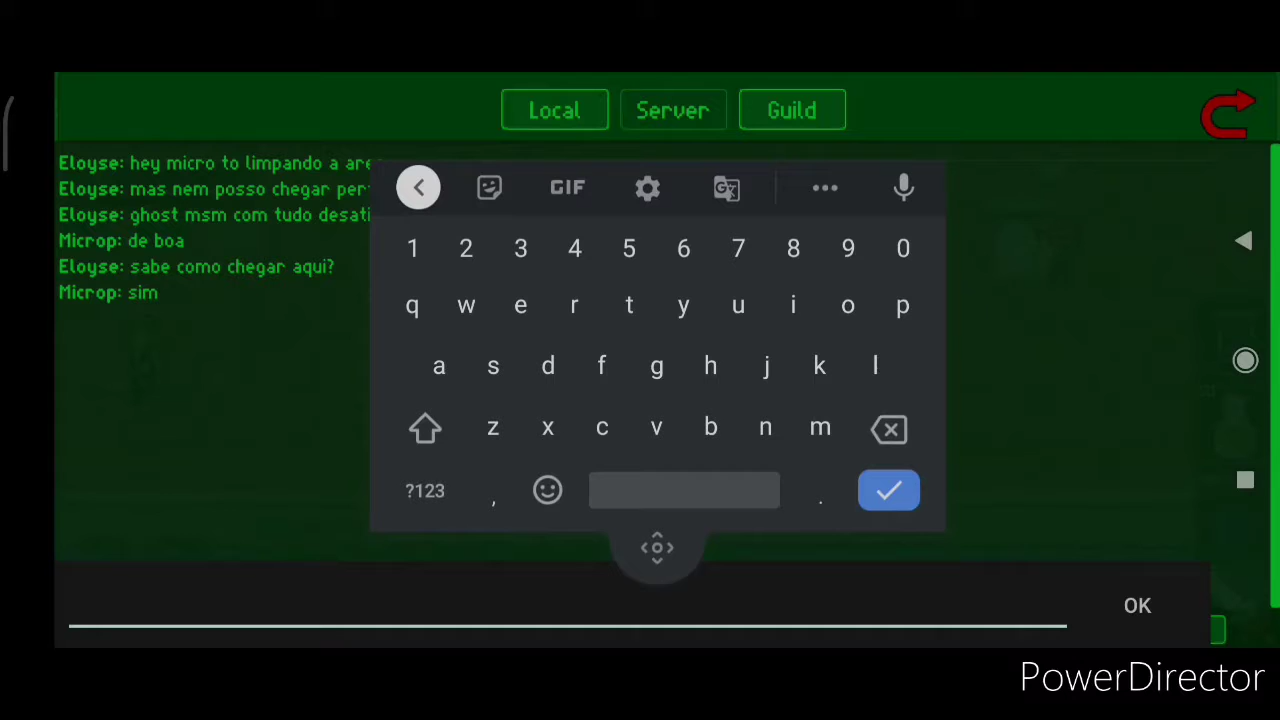 Local Server Guild
Eloyse: hey micro to limpando a are
Eloyse: mas nem posso chegar per
Eloyse: ghost msm com tudo desati
Microp: de boa
Eloyse: sabe como chegar aqui?
Microp: sim
GIF
1 2 3 4 5 6 7 8 9 0
q w e r t y u i o p
a s d f g h j k l
z x c v b n m
?123 , .
OK
PowerDirector